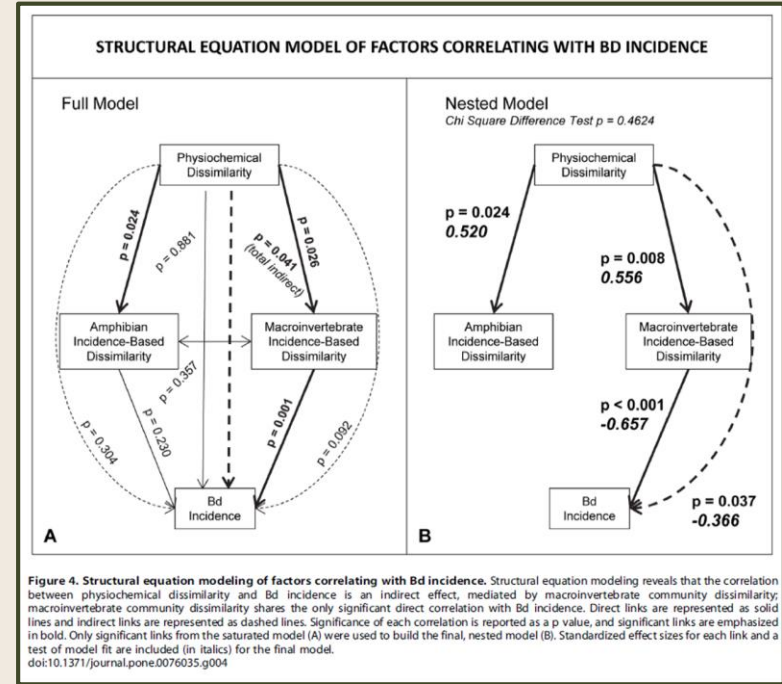 STRUCTURAL EQUATION MODEL OF FACTORS CORRELATING WITH BD INCIDENCE
Full Model
Physiochemical
Dissimilarity
p = 0.024
p = 0.881
p = 0.041
(total indirect)
p = 0.026
Amphibian
Incidence-Based
Dissimilarity
Macroinvertebrate
Incidence-Based
Dissimilarity
p = 0.357
p = 0.304
p = 0.230
p = 0.001
p = 0.092
Bd
Incidence
A
Nested Model
Chi Square Difference Test p = 0.4624
Physiochemical
Dissimilarity
p = 0.024
0.520
p = 0.008
0.556
Amphibian
Incidence-Based
Dissimilarity
Macroinvertebrate
Incidence-Based
Dissimilarity
p < 0.001
-0.657
Bd
Incidence
p = 0.037
-0.366
B
Figure 4. Structural equation modeling of factors correlating with Bd incidence. Structural equation modeling reveals that the correlation
between physiochemical dissimilarity and Bd incidence is an indirect effect, mediated by macroinvertebrate community dissimilarity;
macroinvertebrate community dissimilarity shares the only significant direct correlation with Bd incidence. Direct links are represented as solid
lines and indirect links are represented as dashed lines. Significance of each correlation is reported as a p value, and significant links are emphasized
in bold. Only significant links from the saturated model (A) were used to build the final, nested model (B). Standardized effect sizes for each link and a
test of model fit are included (in italics) for the final model.
doi:10.1371/journal.pone.0076035.g004